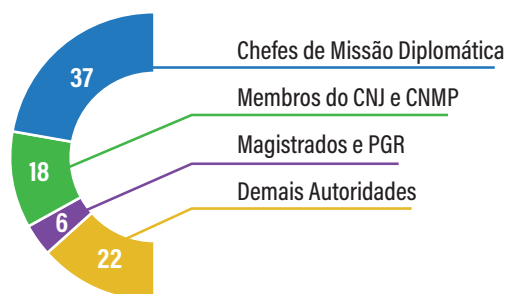 37
Chefes de Missão Diplomática
18
Membros do CNJ e CNMP
6
Magistrados e PGR
22
Demais Autoridades